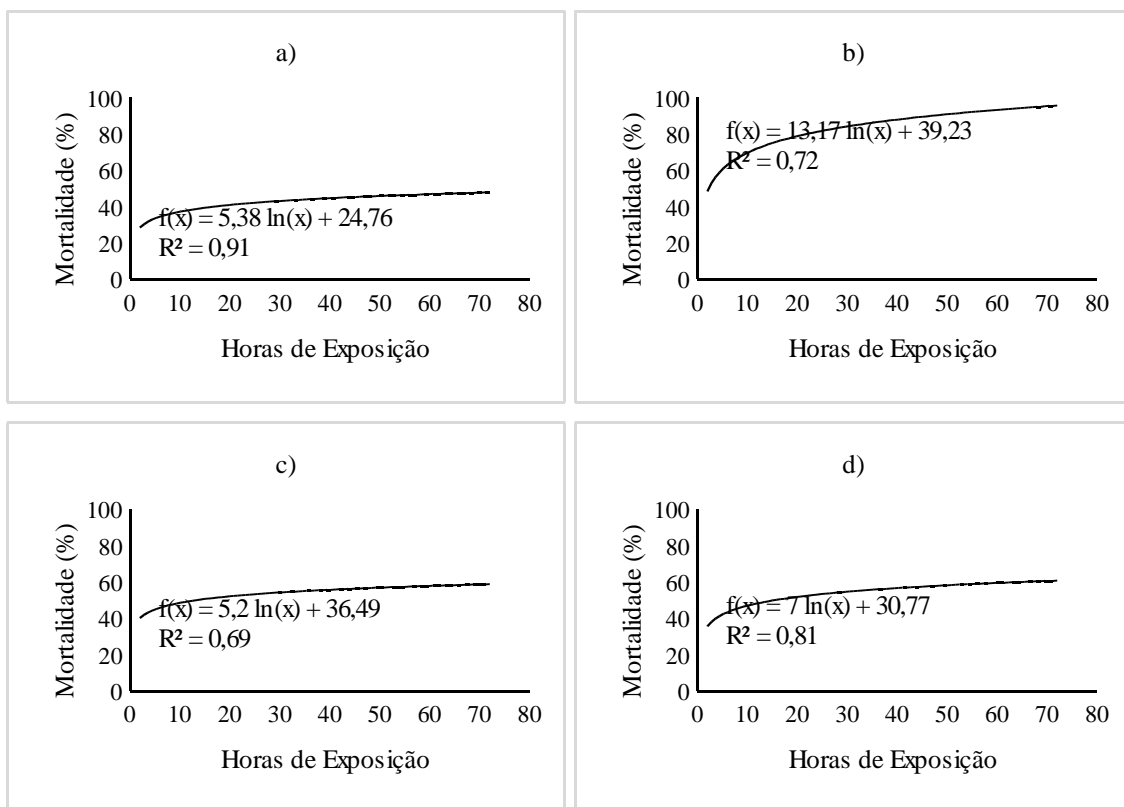 a)
Mortalidade (%)
100
80
60
40
20
0
f(x) = 5,38 ln(x) + 24,76
R² = 0,91
0 10 20 30 40 50 60 70 80
Horas de Exposição
b)
Mortalidade (%)
100
80
60
40
20
0
f(x) = 13,17 ln(x) + 39,23
R² = 0,72
0 10 20 30 40 50 60 70 80
Horas de Exposição
c)
Mortalidade (%)
100
80
60
40
20
0
f(x) = 5,2 ln(x) + 36,49
R² = 0,69
0 10 20 30 40 50 60 70 80
Horas de Exposição
d)
Mortalidade (%)
100
80
60
40
20
0
f(x) = 7 ln(x) + 30,77
R² = 0,81
0 10 20 30 40 50 60 70 80
Horas de Exposição